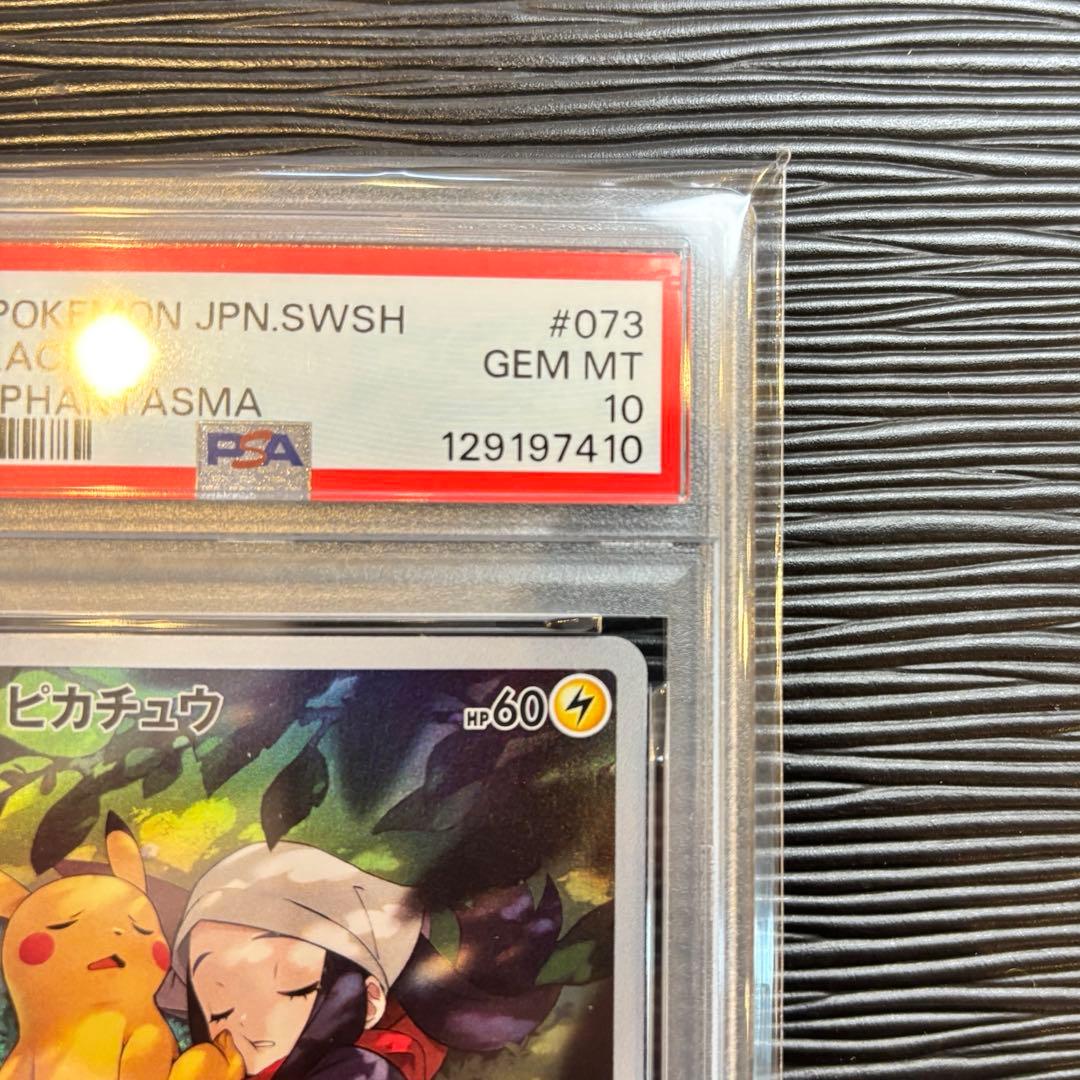 POKEMON JPN.SWSH
#073
GEM MT
PHANTASMA
10
129197410
PSA
ピカチュウ
HP60